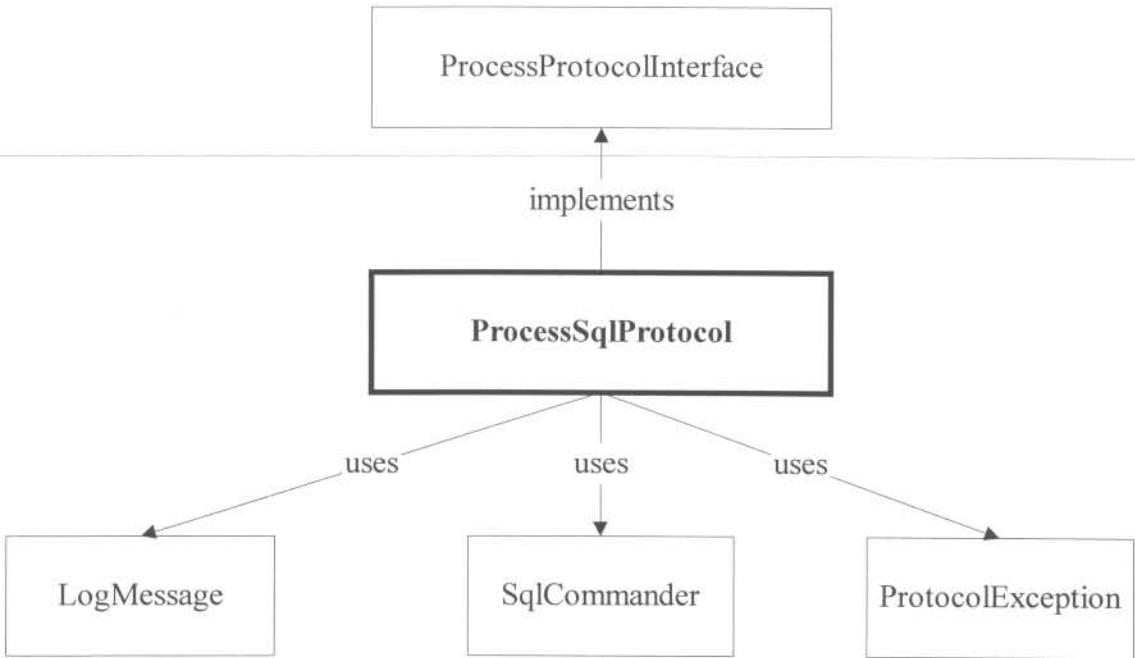 ProcessProtocolInterface
implements
ProcessSqlProtocol
uses
uses
uses
LogMessage
SqlCommander
ProtocolException